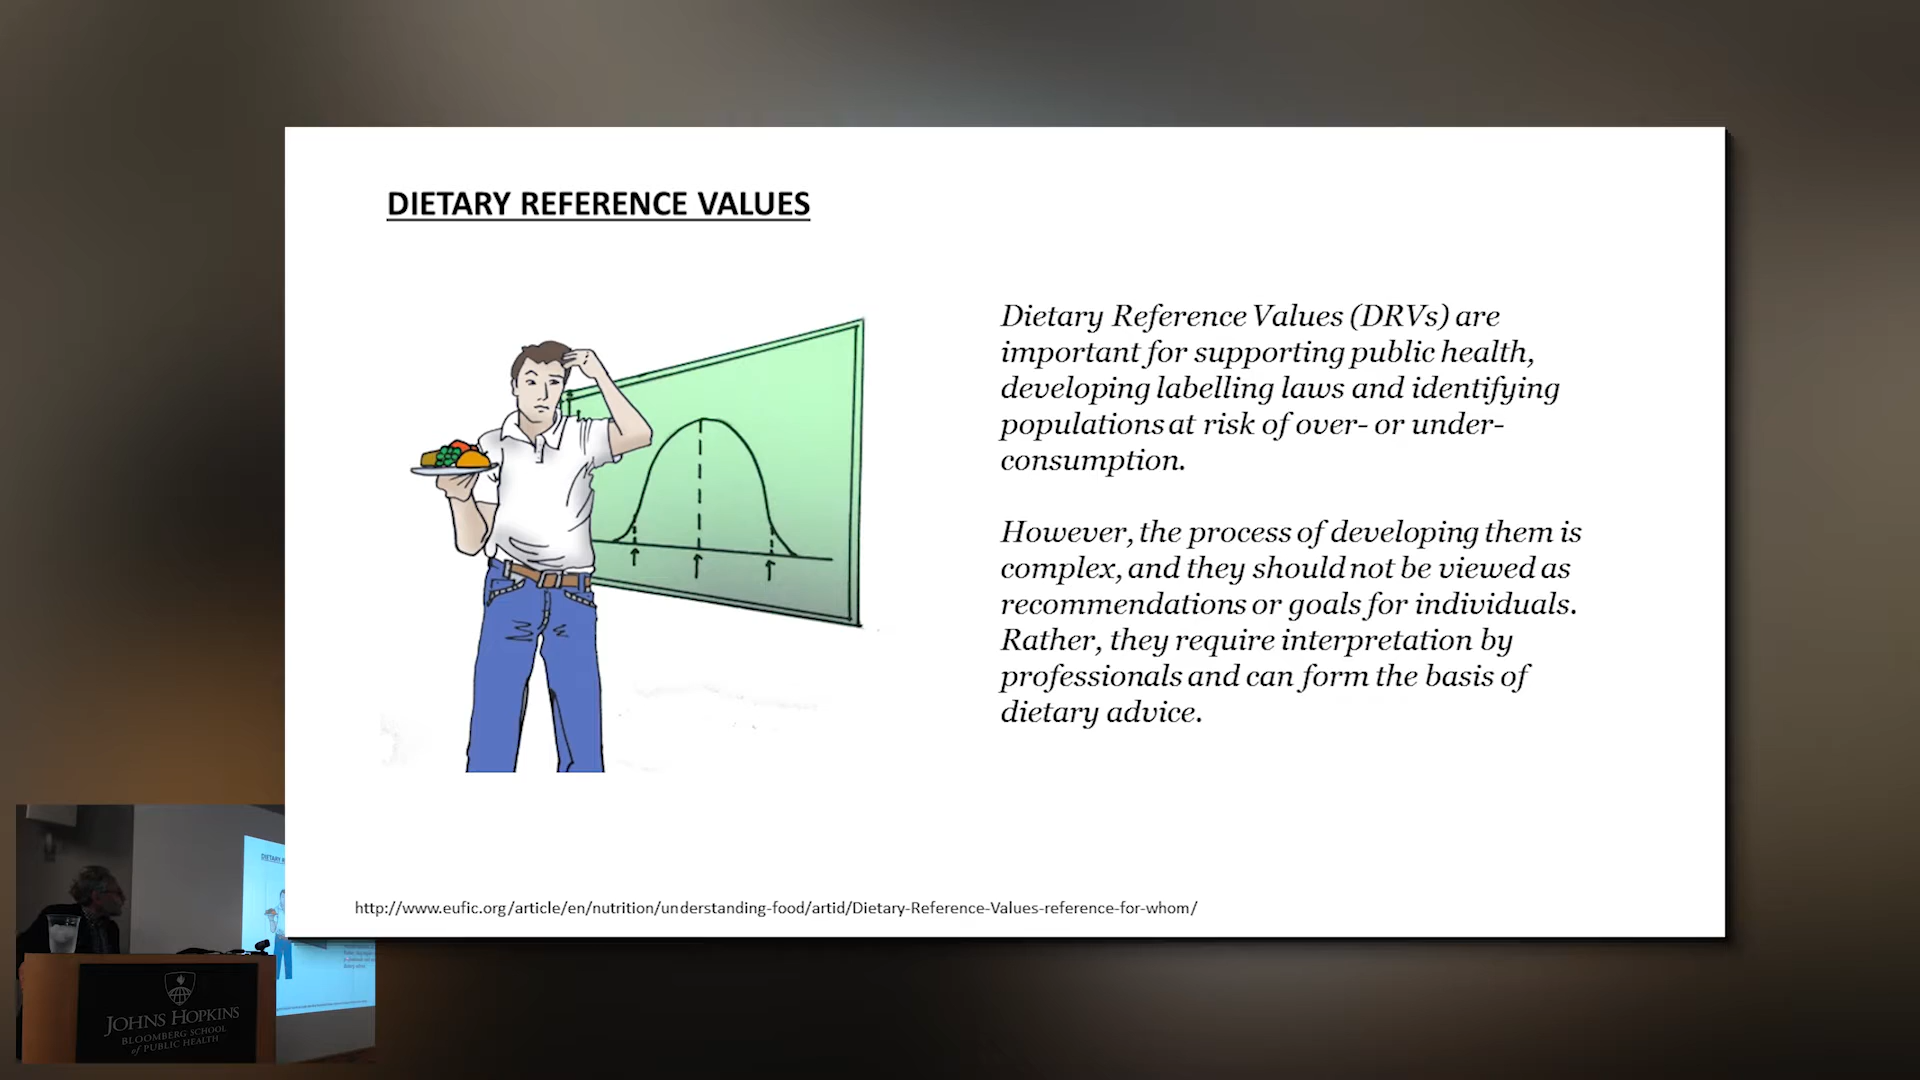 DIETARY REFERENCE VALUES
Dietary Reference Values (DRVs) are
important for supporting public health,
developing labelling laws and identifying
populations at risk of over- or under-
consumption.
However, the process of developing them is
complex, and they should not be viewed as
recommendations or goals for individuals.
Rather, they require interpretation by
professionals and can form the basis of
dietary advice.
http://www.eufic.org/article/en/nutrition/understanding-food/artid/Dietary-Reference-Values-reference-for-whom/
JOHNS HOPKINS
BLOOMBERG SCHOOL
of PUBLIC HEALTH